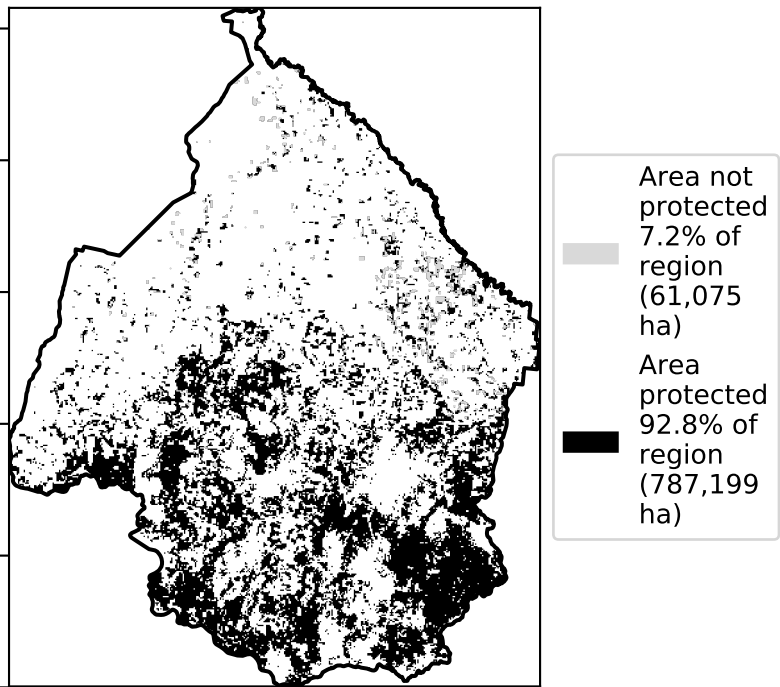 Area not
protected
7.2% of
region
(61,075
ha)
Area
protected
92.8% of
region
(787,199
ha)